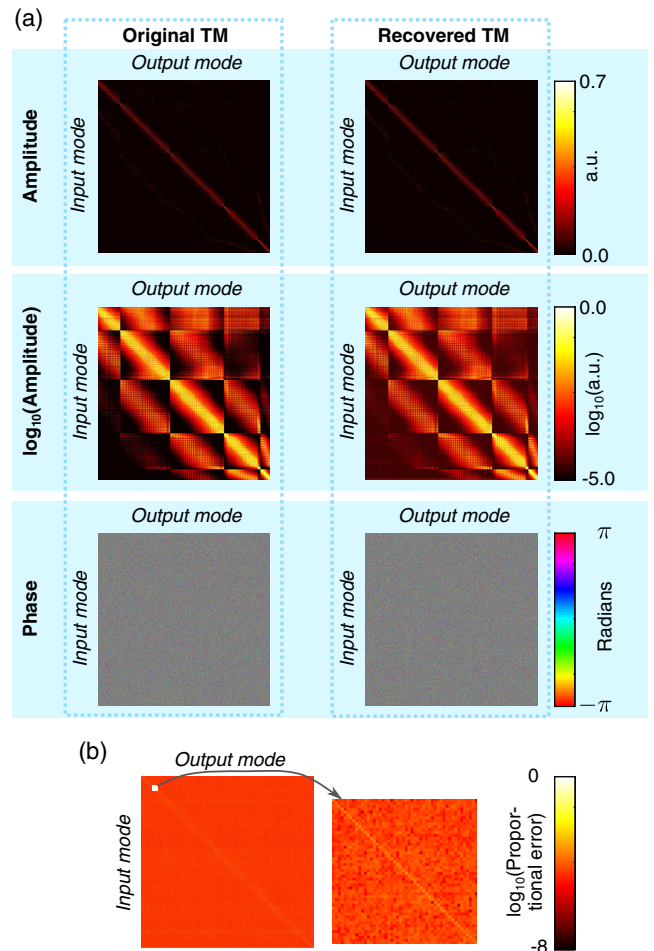 (a)
Original TM
Recovered TM
Output mode
Output mode
Amplitude
Input mode
Input mode
0.7
a.u.
0.0
Output mode
Output mode
log₁₀(Amplitude)
Input mode
Input mode
0.0
log₁₀(a.u.)
-5.0
Output mode
Output mode
Phase
Input mode
Input mode
π
Radians
−π
(b)
Output mode
Input mode
0
log₁₀(Propor-
tional error)
-8